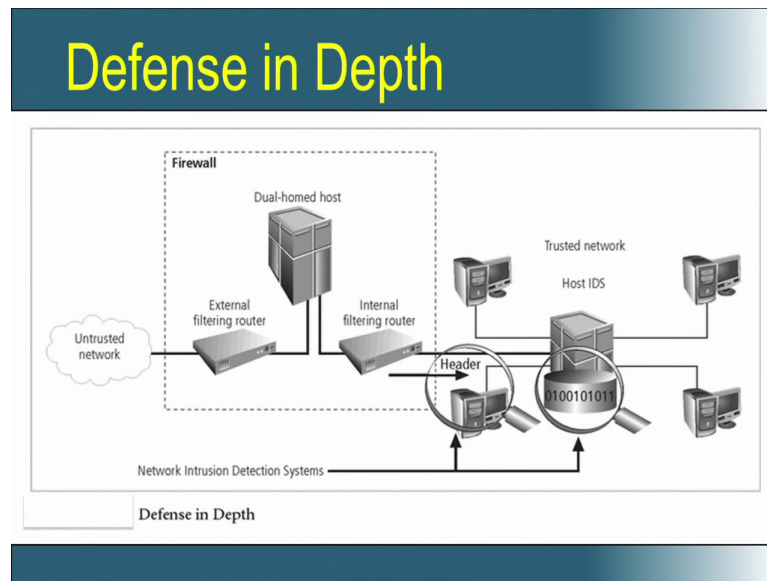 Defense in Depth
Firewall
Dual-homed host
Trusted network
Host IDS
External
filtering router
Internal
filtering router
Untrusted
network
Header
0100101011
Network Intrusion Detection Systems
Defense in Depth